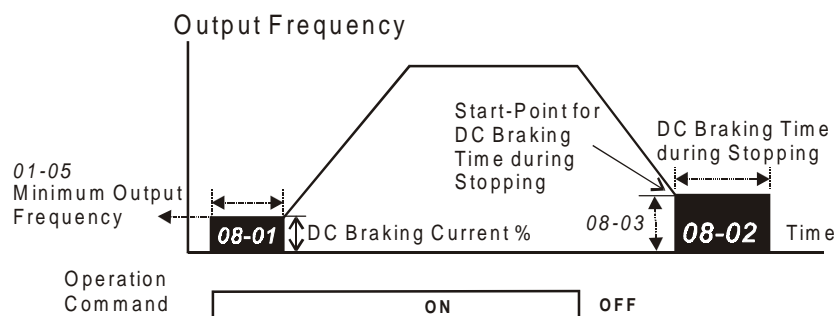 Output Frequency
Start-Point for
DC Braking
Time during
Stopping
DC Braking Time
during Stopping
01-05
Minimum Output
Frequency
08-01
DC Braking Current %
08-03
08-02
Time
Operation
Command
ON
OFF